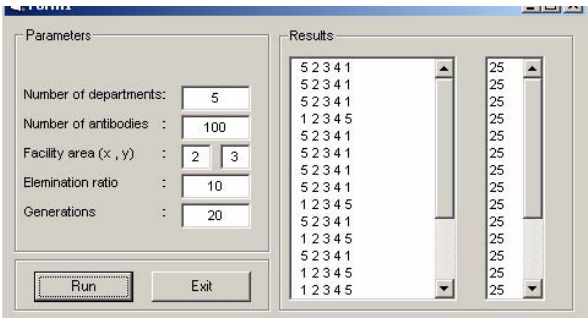 Form1
Parameters
Number of departments: 5
Number of antibodies : 100
Facility area (x , y) : 2 3
Elemination ratio : 10
Generations : 20
Run
Exit
Results
5 2 3 4 1 25
5 2 3 4 1 25
5 2 3 4 1 25
1 2 3 4 5 25
5 2 3 4 1 25
5 2 3 4 1 25
5 2 3 4 1 25
5 2 3 4 1 25
1 2 3 4 5 25
5 2 3 4 1 25
1 2 3 4 5 25
5 2 3 4 1 25
1 2 3 4 5 25
1 2 3 4 5 25